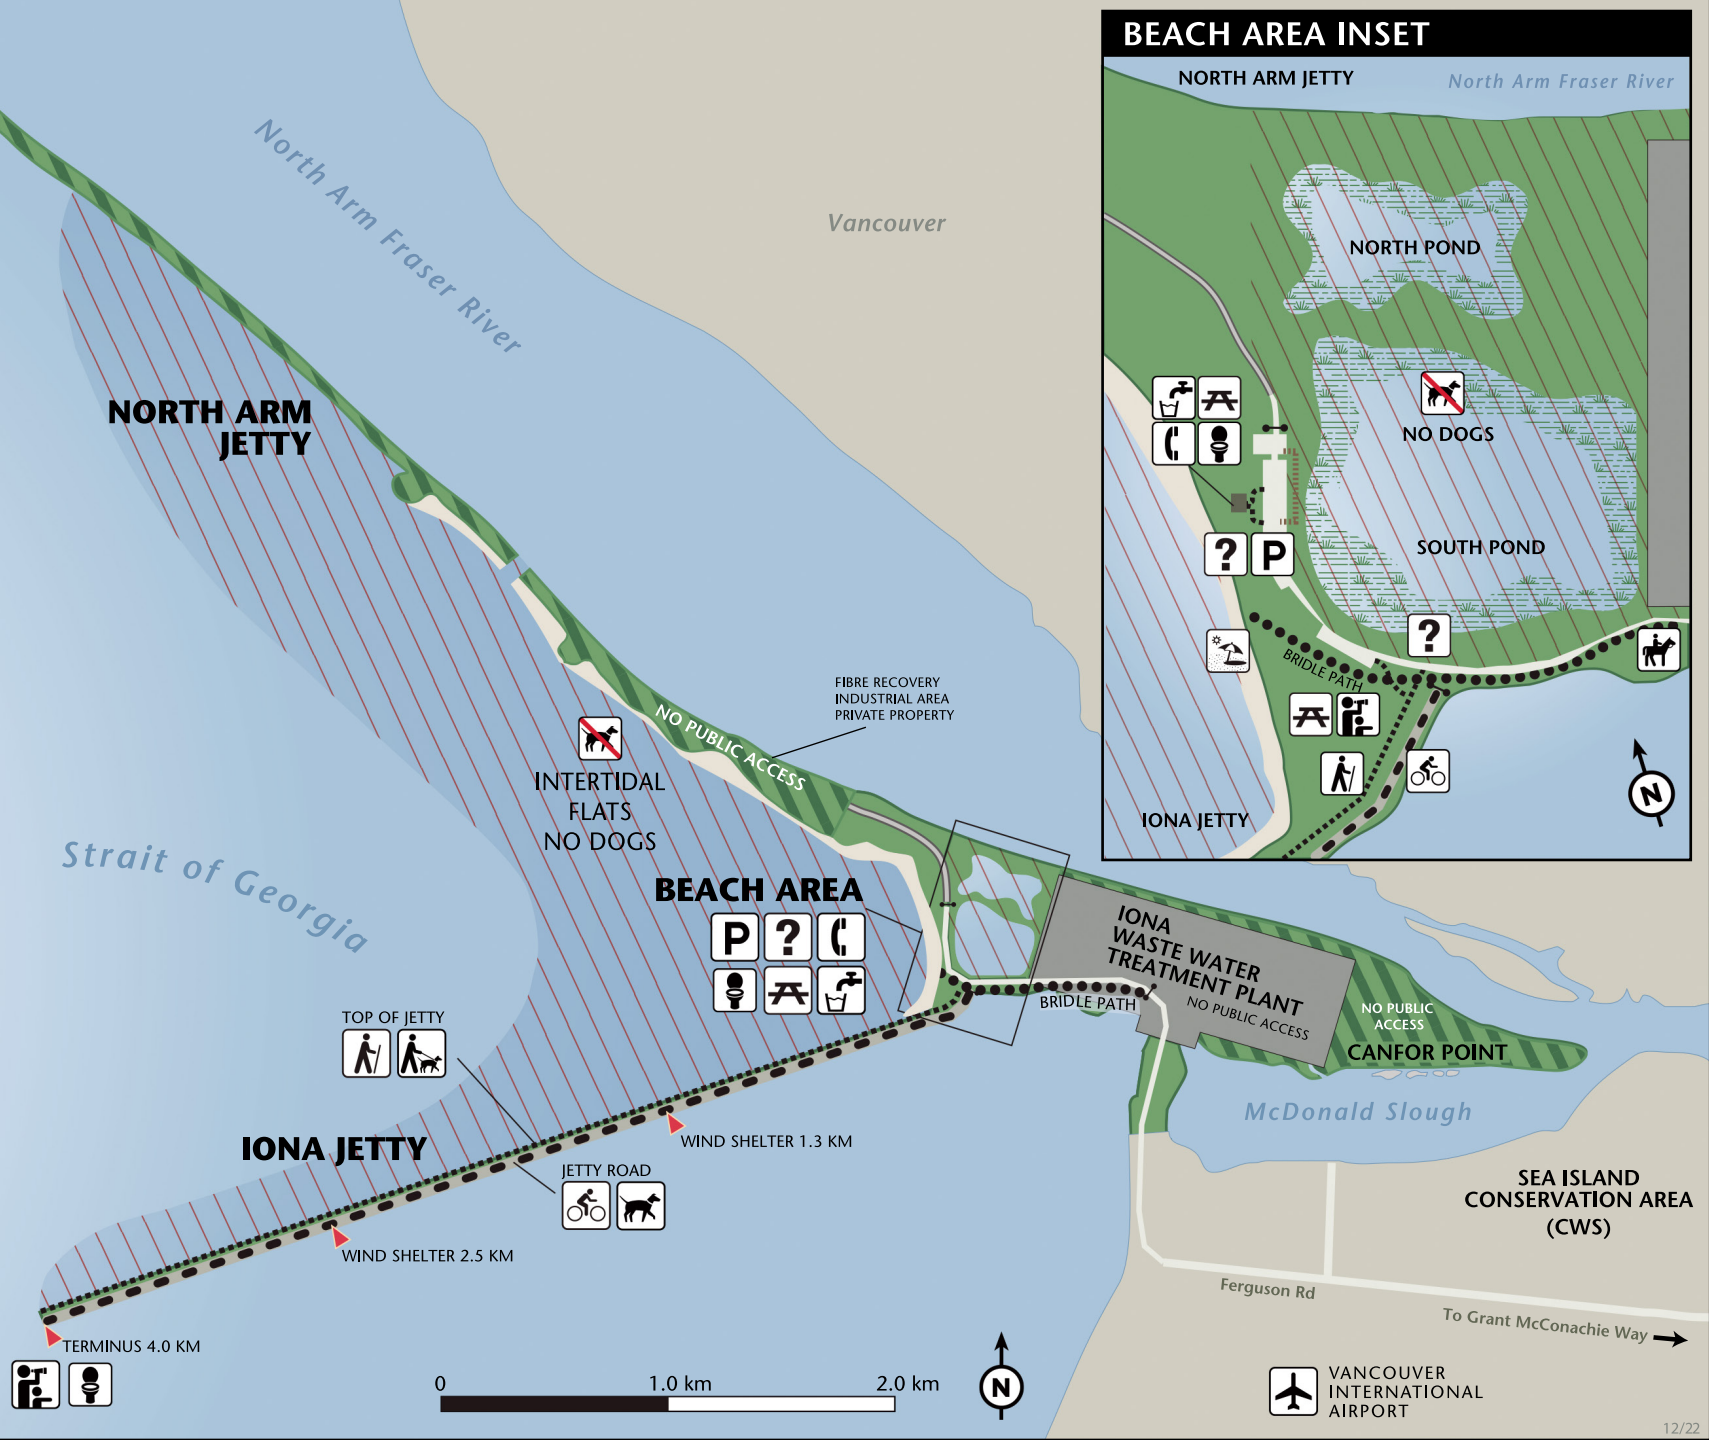 BEACH AREA INSET
NORTH ARM JETTY
North Arm Fraser River
NORTH POND
NO DOGS
SOUTH POND
?
P
?
BRIDLE PATH
IONA JETTY
N
North Arm Fraser River
Vancouver
NORTH ARM
JETTY
FIBRE RECOVERY
INDUSTRIAL AREA
PRIVATE PROPERTY
NO PUBLIC ACCESS
INTERTIDAL
FLATS
NO DOGS
Strait of Georgia
BEACH AREA
P
?
IONA
WASTE WATER
TREATMENT PLANT
NO PUBLIC ACCESS
BRIDLE PATH
NO PUBLIC
ACCESS
CANFOR POINT
TOP OF JETTY
McDonald Slough
IONA JETTY
WIND SHELTER 1.3 KM
JETTY ROAD
WIND SHELTER 2.5 KM
SEA ISLAND
CONSERVATION AREA
(CWS)
Ferguson Rd
To Grant McConachie Way
TERMINUS 4.0 KM
0
1.0 km
2.0 km
N
VANCOUVER
INTERNATIONAL
AIRPORT
12/22